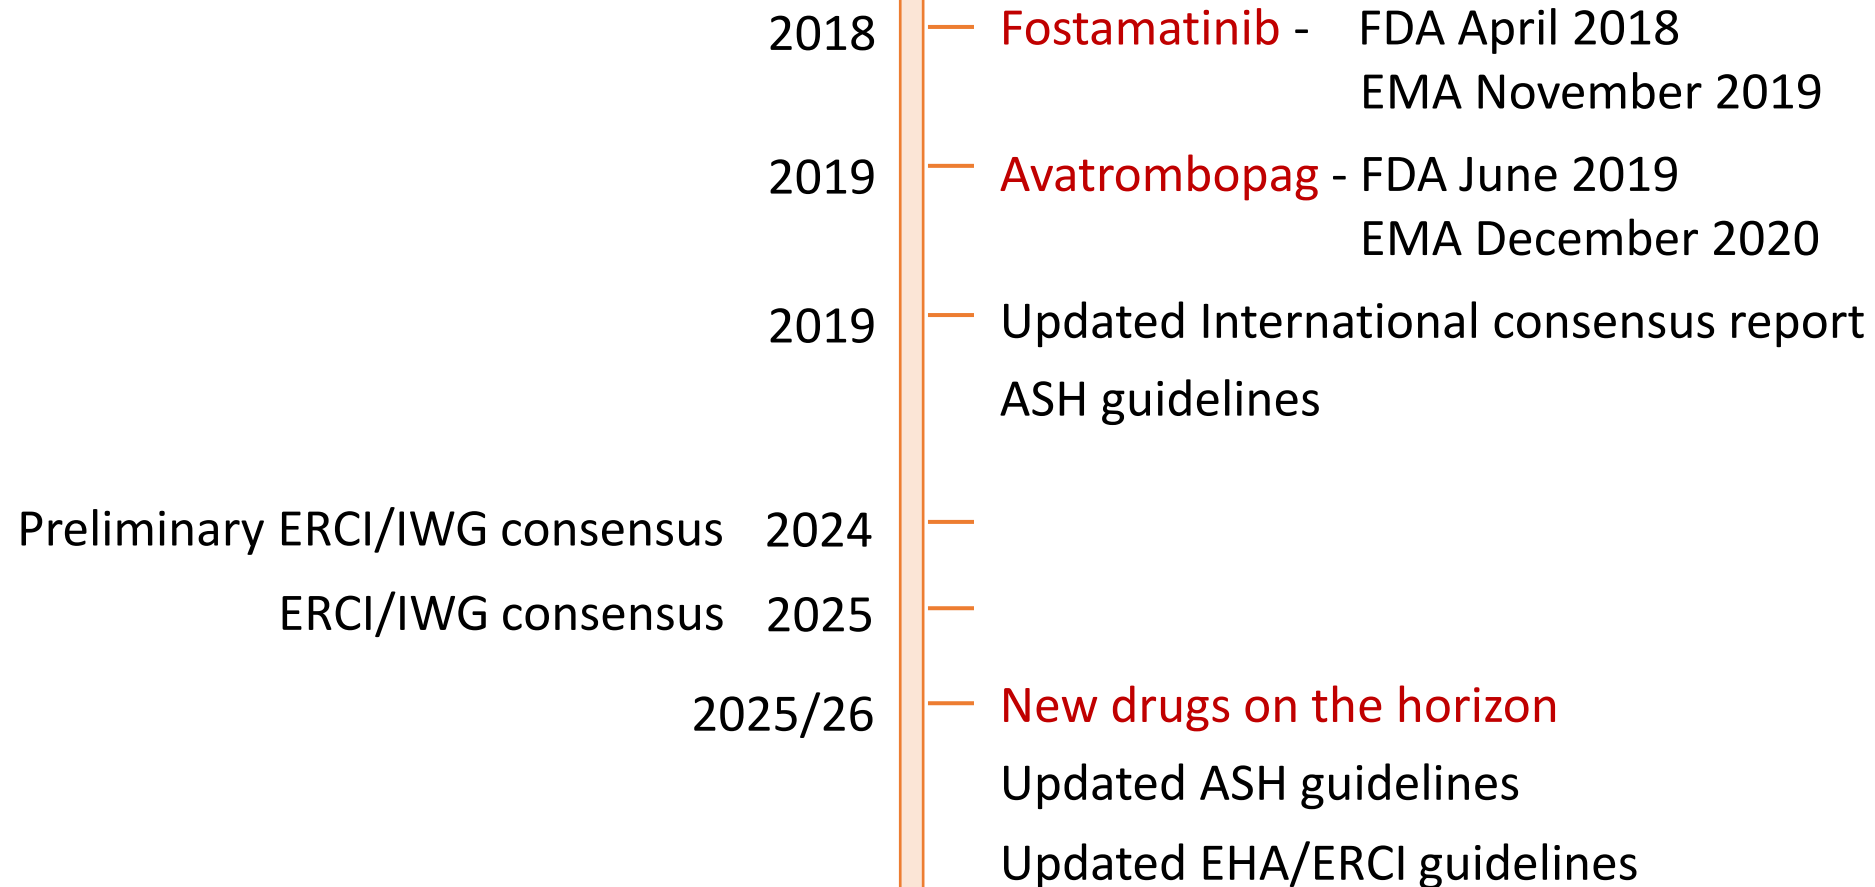 2018 Fostamatinib - FDA April 2018
EMA November 2019
2019 Avatrombopag - FDA June 2019
EMA December 2020
2019 Updated International consensus report
ASH guidelines
Preliminary ERCI/IWG consensus 2024
ERCI/IWG consensus 2025
2025/26 New drugs on the horizon
Updated ASH guidelines
Updated EHA/ERCI guidelines